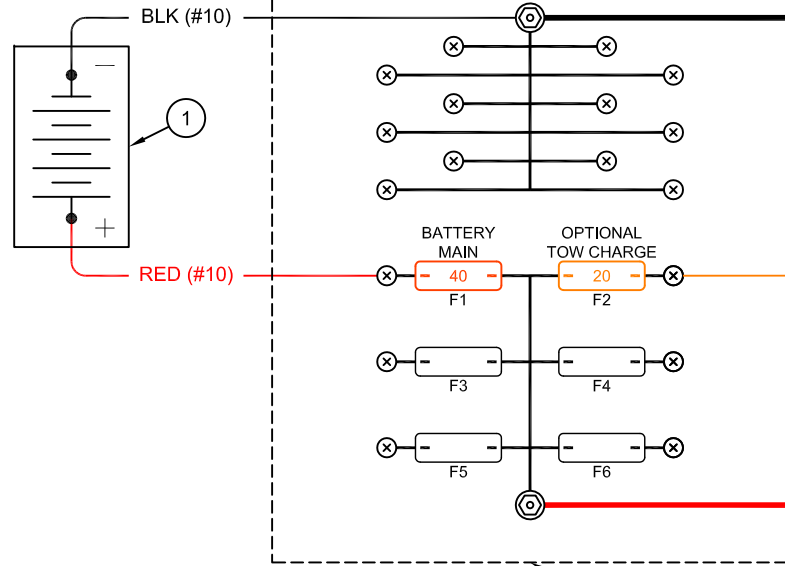 BLK (#10)
1
−
+
BATTERY
MAIN
OPTIONAL
TOW CHARGE
RED (#10)
40
20
F1
F2
F3
F4
F5
F6